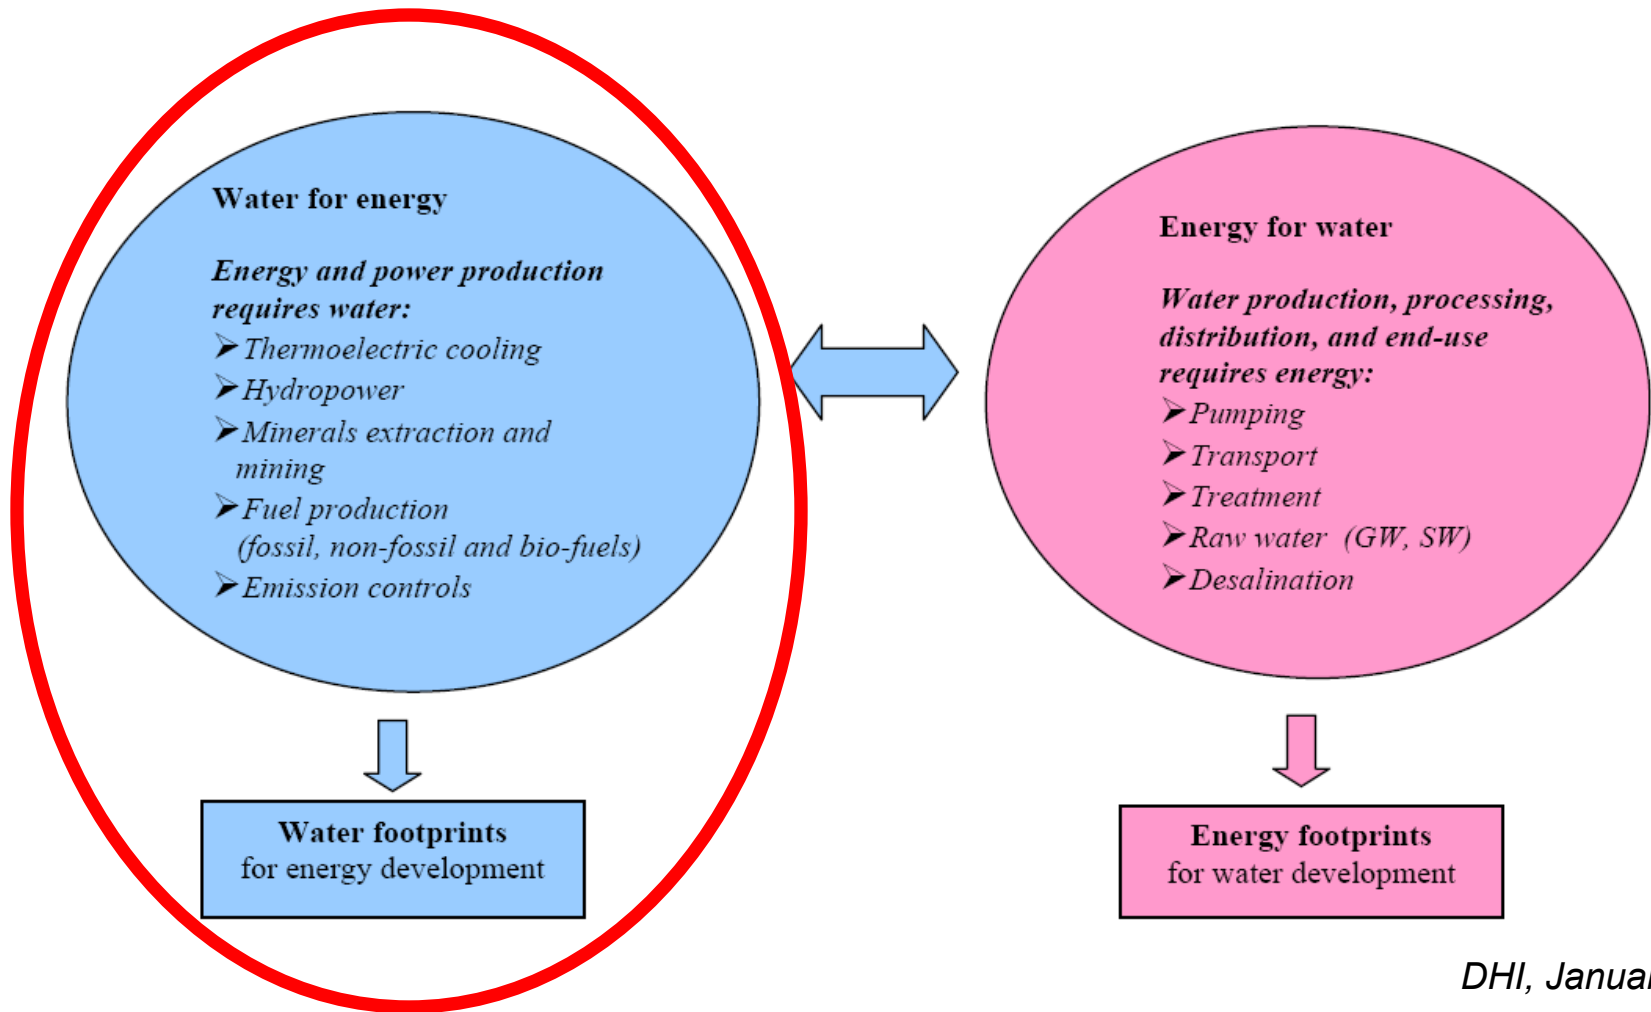 Water for energy
Energy and power production
requires water:
➢Thermoelectric cooling
➢Hydropower
➢Minerals extraction and
mining
➢Fuel production
(fossil, non-fossil and bio-fuels)
➢Emission controls
Water footprints
for energy development
Energy for water
Water production, processing,
distribution, and end-use
requires energy:
➢Pumping
➢Transport
➢Treatment
➢Raw water (GW, SW)
➢Desalination
Energy footprints
for water development
DHI,